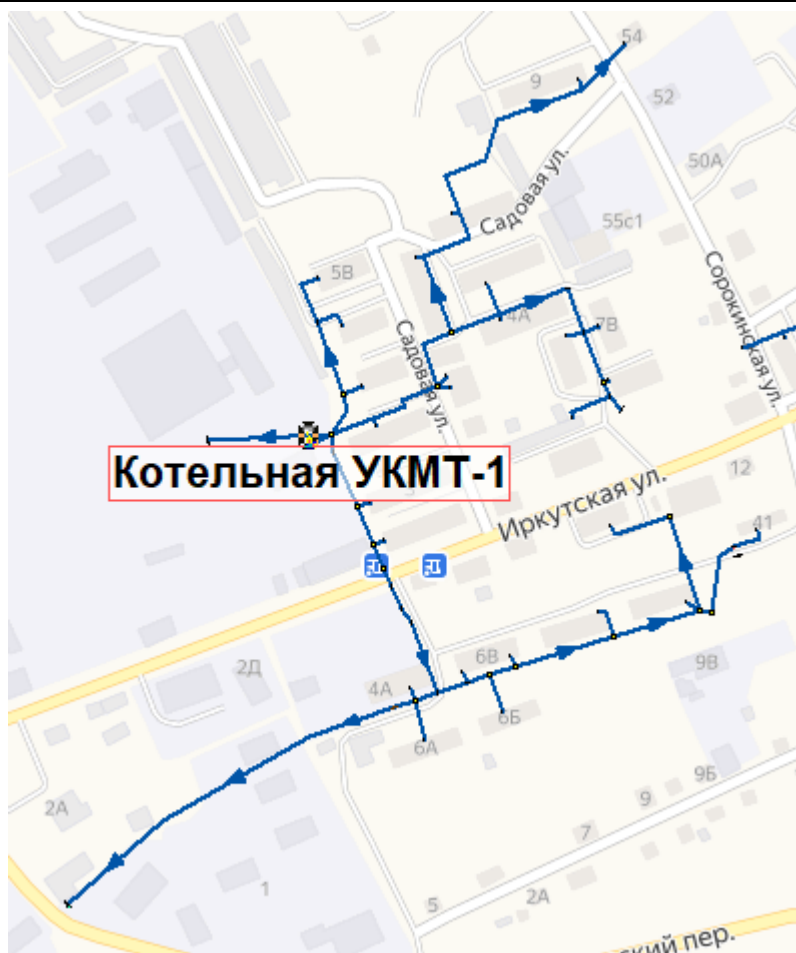 54
9
52
50А
Садовая ул.
55с1
5В
Сорокинская ул.
4А
7В
Садовая ул.
Котельная УКМТ-1
12
Иркутская ул.
41
2Д
6В
9В
4А
6Б
6А
9Б
2А
9
7
1
5
2А
ский пер.